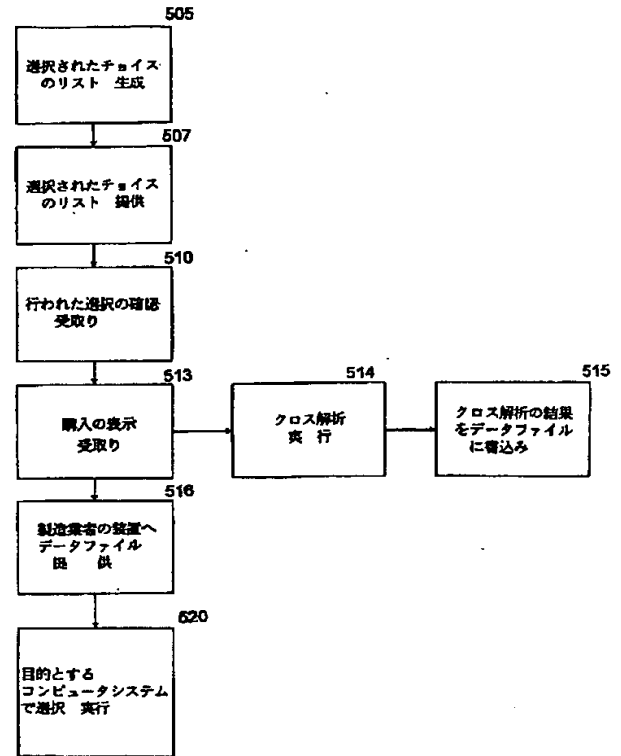 505
選択されたチョイス
のリスト 生成
507
選択されたチョイス
のリスト 提供
510
行われた選択の確認
受取り
513
購入の表示
受取り
514
クロス解析
実 行
515
クロス解析の結果
をデータファイル
に書込み
516
製造業者の装置へ
データファイル
提 供
520
目的とする
コンピュータシステム
で選択 実行